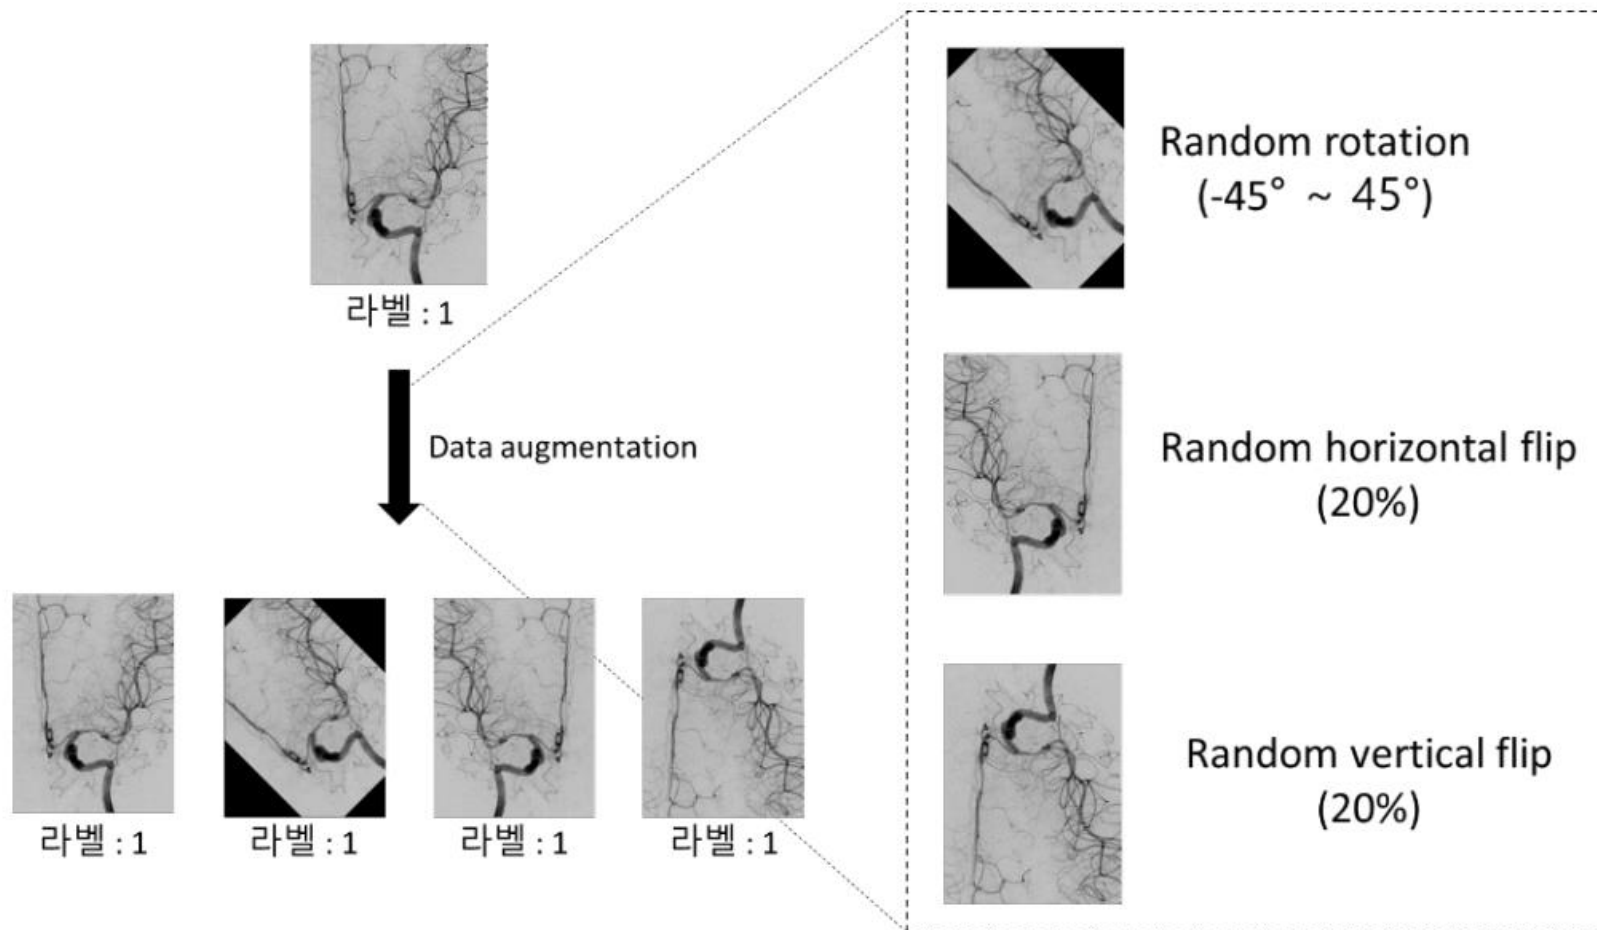 라벨 : 1
Data augmentation
라벨 : 1
라벨 : 1
라벨 : 1
라벨 : 1
Random rotation
(-45° ~ 45°)
Random horizontal flip
(20%)
Random vertical flip
(20%)